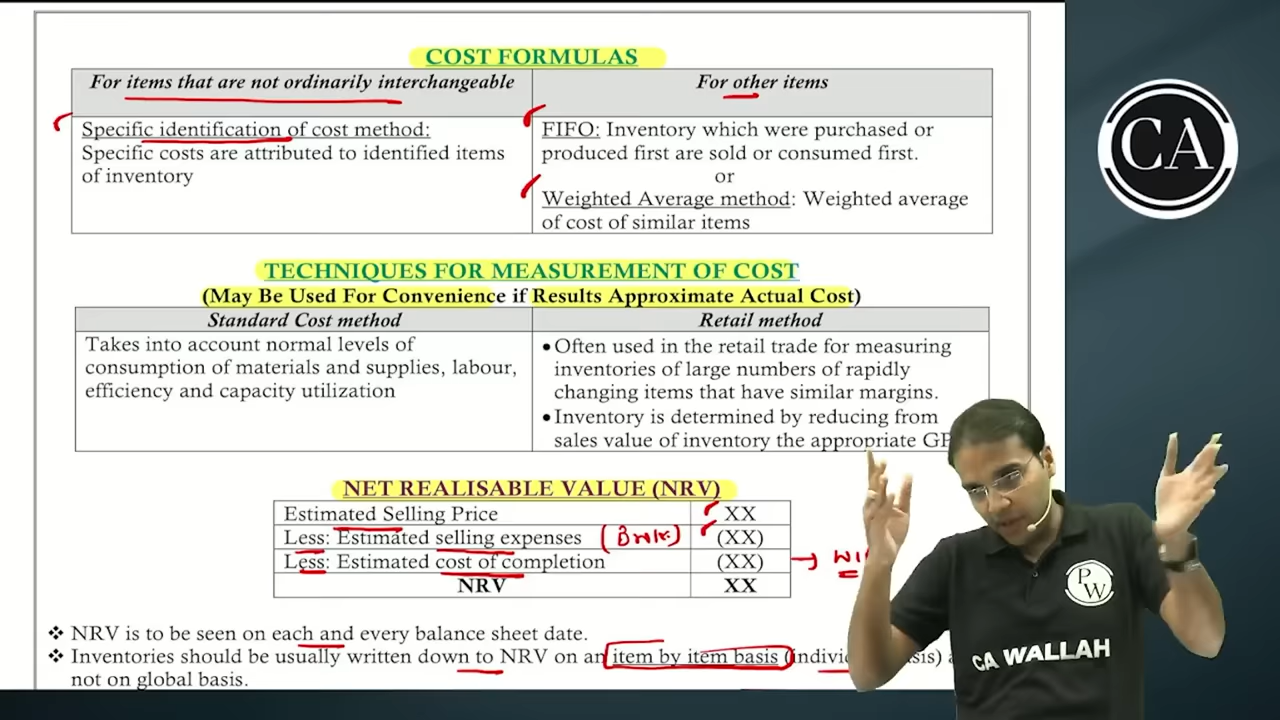 COST FORMULAS
For items that are not ordinarily interchangeable
For other items
Specific identification of cost method:
Specific costs are attributed to identified items
of inventory
FIFO: Inventory which were purchased or
produced first are sold or consumed first.
or
Weighted Average method: Weighted average
of cost of similar items
TECHNIQUES FOR MEASUREMENT OF COST
(May Be Used For Convenience if Results Approximate Actual Cost)
Standard Cost method
Retail method
Takes into account normal levels of
consumption of materials and supplies, labour,
efficiency and capacity utilization
• Often used in the retail trade for measuring
inventories of large numbers of rapidly
changing items that have similar margins.
• Inventory is determined by reducing from
sales value of inventory the appropriate GP
NET REALISABLE VALUE (NRV)
Estimated Selling Price XX
Less: Estimated selling expenses (XX)
Less: Estimated cost of completion (XX)
NRV XX
❖ NRV is to be seen on each and every balance sheet date.
❖ Inventories should be usually written down to NRV on an item by item basis
not on global basis.
CA
PW
CA WALLAH